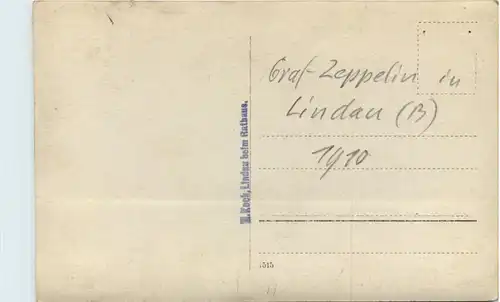 Graf-Zeppelin in
Lindau (B)
1910
M. Koch, Lindau beim Rathaus.
1515